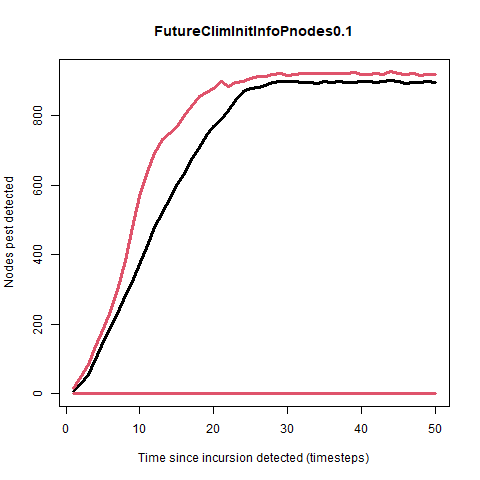 FutureClimInitInfoPnodes0.1
Nodes pest detected
800
600
400
200
0
0 10 20 30 40 50
Time since incursion detected (timesteps)